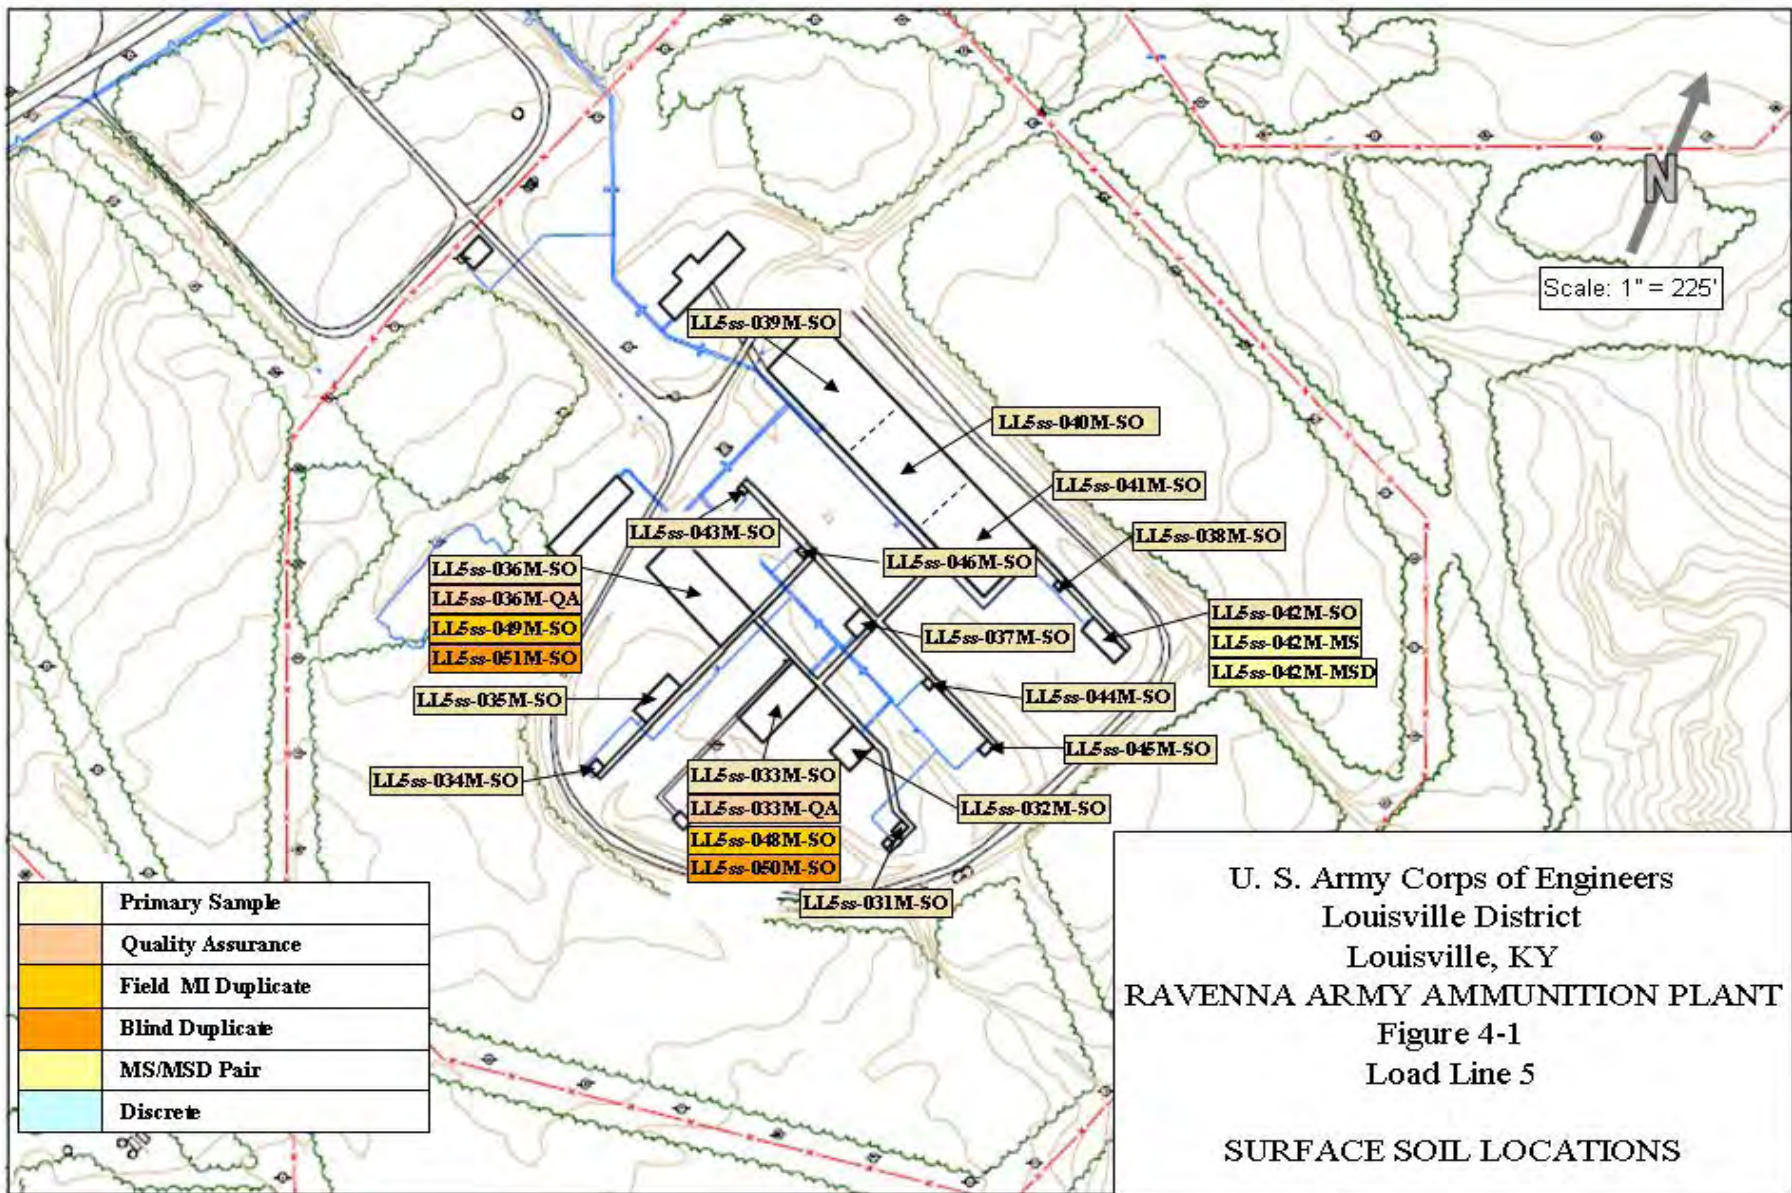 N
Scale: 1" = 225'
LL5ss-039M-SO
LL5ss-040M-SO
LL5ss-041M-SO
LL5ss-043M-SO
LL5ss-038M-SO
LL5ss-046M-SO
LL5ss-036M-SO
LL5ss-036M-QA
LL5ss-049M-SO
LL5ss-051M-SO
LL5ss-037M-SO
LL5ss-042M-SO
LL5ss-042M-MS
LL5ss-042M-MSD
LL5ss-035M-SO
LL5ss-044M-SO
LL5ss-045M-SO
LL5ss-034M-SO
LL5ss-033M-SO
LL5ss-033M-QA
LL5ss-048M-SO
LL5ss-050M-SO
LL5ss-032M-SO
LL5ss-031M-SO
Primary Sample
Quality Assurance
Field MI Duplicate
Blind Duplicate
MS/MSD Pair
Discrete
U. S. Army Corps of Engineers
Louisville District
Louisville, KY
RAVENNA ARMY AMMUNITION PLANT
Figure 4-1
Load Line 5
SURFACE SOIL LOCATIONS